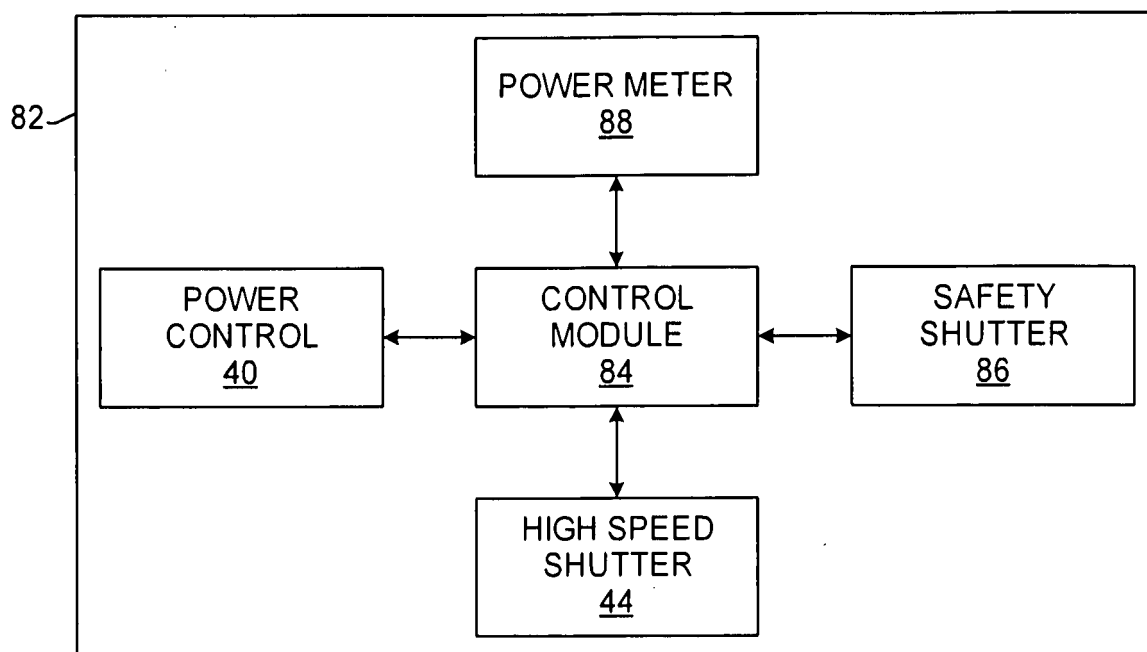 POWER METER
88
82
POWER
CONTROL
40
CONTROL
MODULE
84
SAFETY
SHUTTER
86
HIGH SPEED
SHUTTER
44